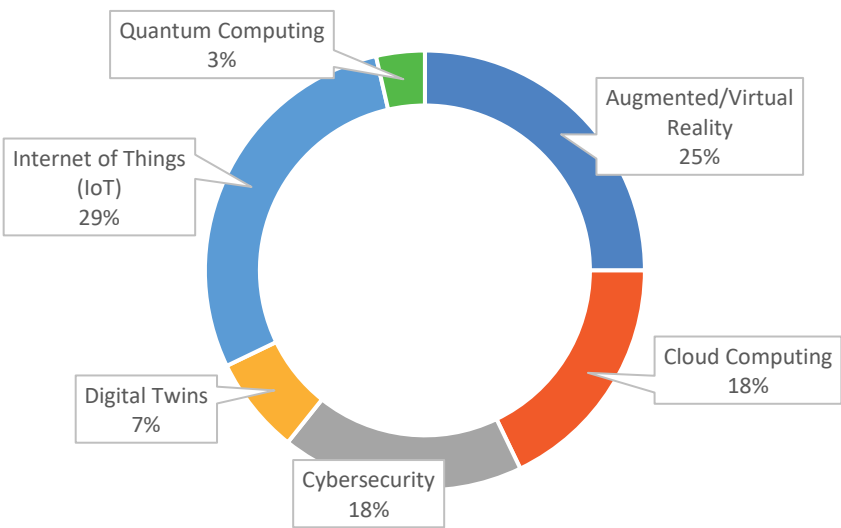 Quantum Computing
3%
Augmented/Virtual
Reality
25%
Internet of Things
(IoT)
29%
Cloud Computing
18%
Digital Twins
7%
Cybersecurity
18%